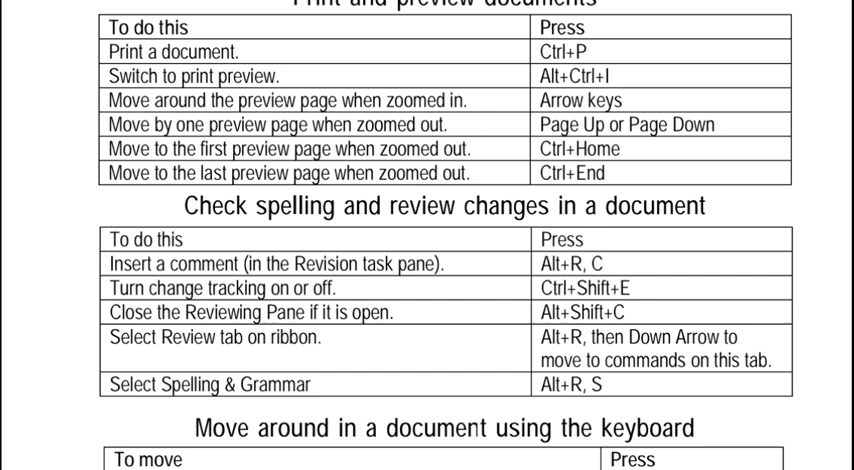 Print and preview documents
To do this Press
Print a document. Ctrl+P
Switch to print preview. Alt+Ctrl+I
Move around the preview page when zoomed in. Arrow keys
Move by one preview page when zoomed out. Page Up or Page Down
Move to the first preview page when zoomed out. Ctrl+Home
Move to the last preview page when zoomed out. Ctrl+End
Check spelling and review changes in a document
To do this Press
Insert a comment (in the Revision task pane). Alt+R, C
Turn change tracking on or off. Ctrl+Shift+E
Close the Reviewing Pane if it is open. Alt+Shift+C
Select Review tab on ribbon. Alt+R, then Down Arrow to
move to commands on this tab.
Select Spelling & Grammar Alt+R, S
Move around in a document using the keyboard
To move Press